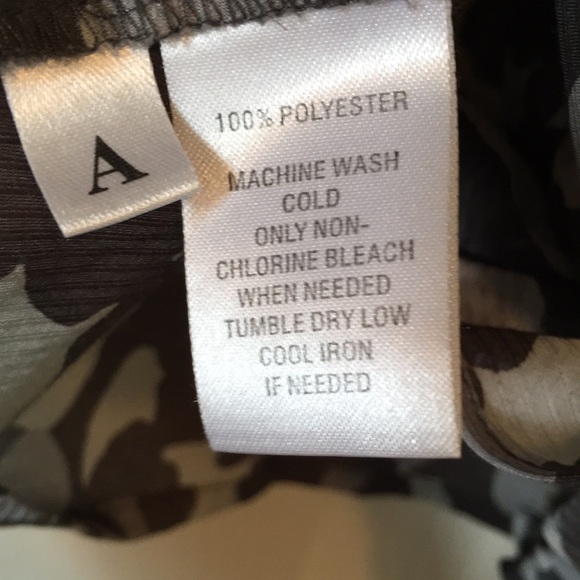 A
100% POLYESTER
MACHINE WASH
COLD
ONLY NON-
CHLORINE BLEACH
WHEN NEEDED
TUMBLE DRY LOW
COOL IRON
IF NEEDED